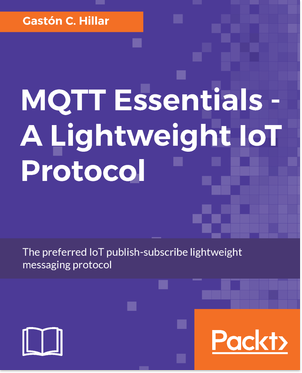 Gastón C. Hillar
MQTT Essentials -
A Lightweight IoT
Protocol
The preferred IoT publish-subscribe lightweight
messaging protocol
Packt>